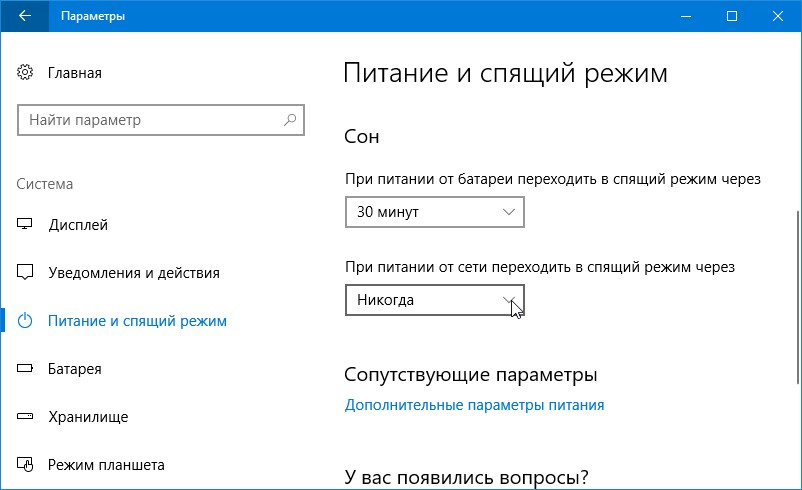 Параметры
Главная
Найти параметр
Система
Дисплей
Уведомления и действия
Питание и спящий режим
Батарея
Хранилище
Режим планшета
Питание и спящий режим
Сон
При питании от батареи переходить в спящий режим через
30 минут
При питании от сети переходить в спящий режим через
Никогда
Сопутствующие параметры
Дополнительные параметры питания
У вас появились вопросы?